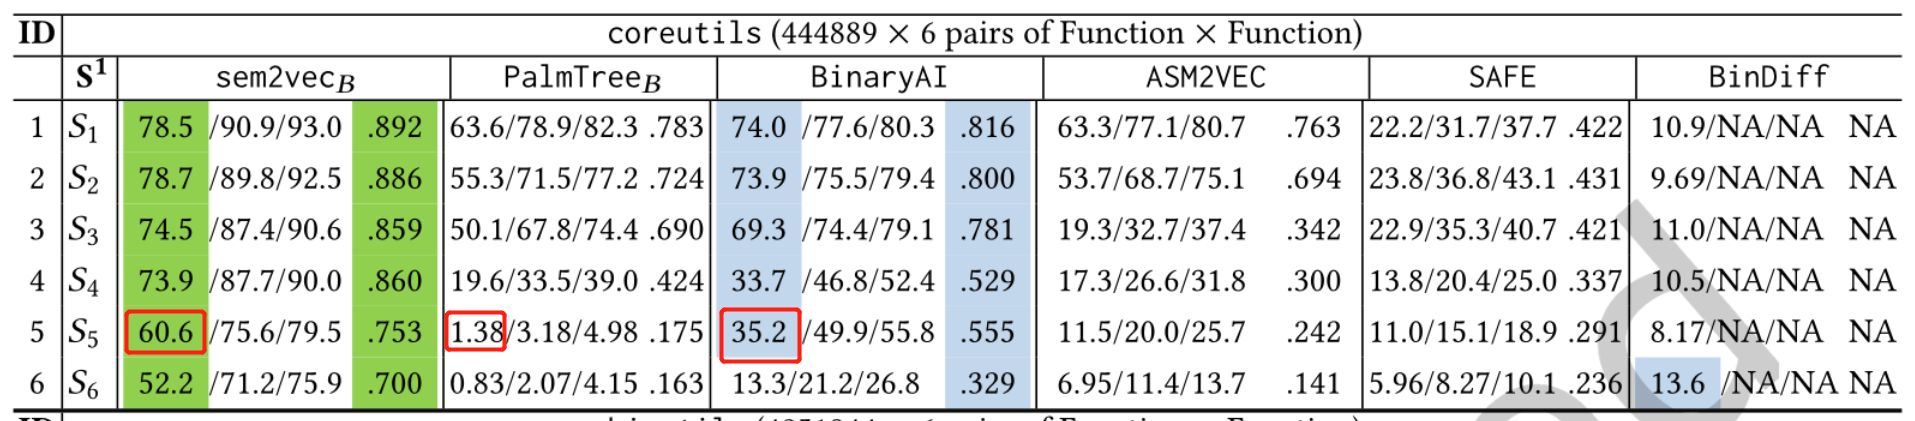 ID coreutils (444889 × 6 pairs of Function × Function)
S¹ sem2vec_B PalmTree_B BinaryAI ASM2VEC SAFE BinDiff
1 S₁ 78.5 /90.9/93.0 .892 63.6/78.9/82.3 .783 74.0 /77.6/80.3 .816 63.3/77.1/80.7 .763 22.2/31.7/37.7 .422 10.9/NA/NA NA
2 S₂ 78.7 /89.8/92.5 .886 55.3/71.5/77.2 .724 73.9 /75.5/79.4 .800 53.7/68.7/75.1 .694 23.8/36.8/43.1 .431 9.69/NA/NA NA
3 S₃ 74.5 /87.4/90.6 .859 50.1/67.8/74.4 .690 69.3 /74.4/79.1 .781 19.3/32.7/37.4 .342 22.9/35.3/40.7 .421 11.0/NA/NA NA
4 S₄ 73.9 /87.7/90.0 .860 19.6/33.5/39.0 .424 33.7 /46.8/52.4 .529 17.3/26.6/31.8 .300 13.8/20.4/25.0 .337 10.5/NA/NA NA
5 S₅ 60.6 /75.6/79.5 .753 1.38/3.18/4.98 .175 35.2 /49.9/55.8 .555 11.5/20.0/25.7 .242 11.0/15.1/18.9 .291 8.17/NA/NA NA
6 S₆ 52.2 /71.2/75.9 .700 0.83/2.07/4.15 .163 13.3/21.2/26.8 .329 6.95/11.4/13.7 .141 5.96/8.27/10.1 .236 13.6 /NA/NA NA